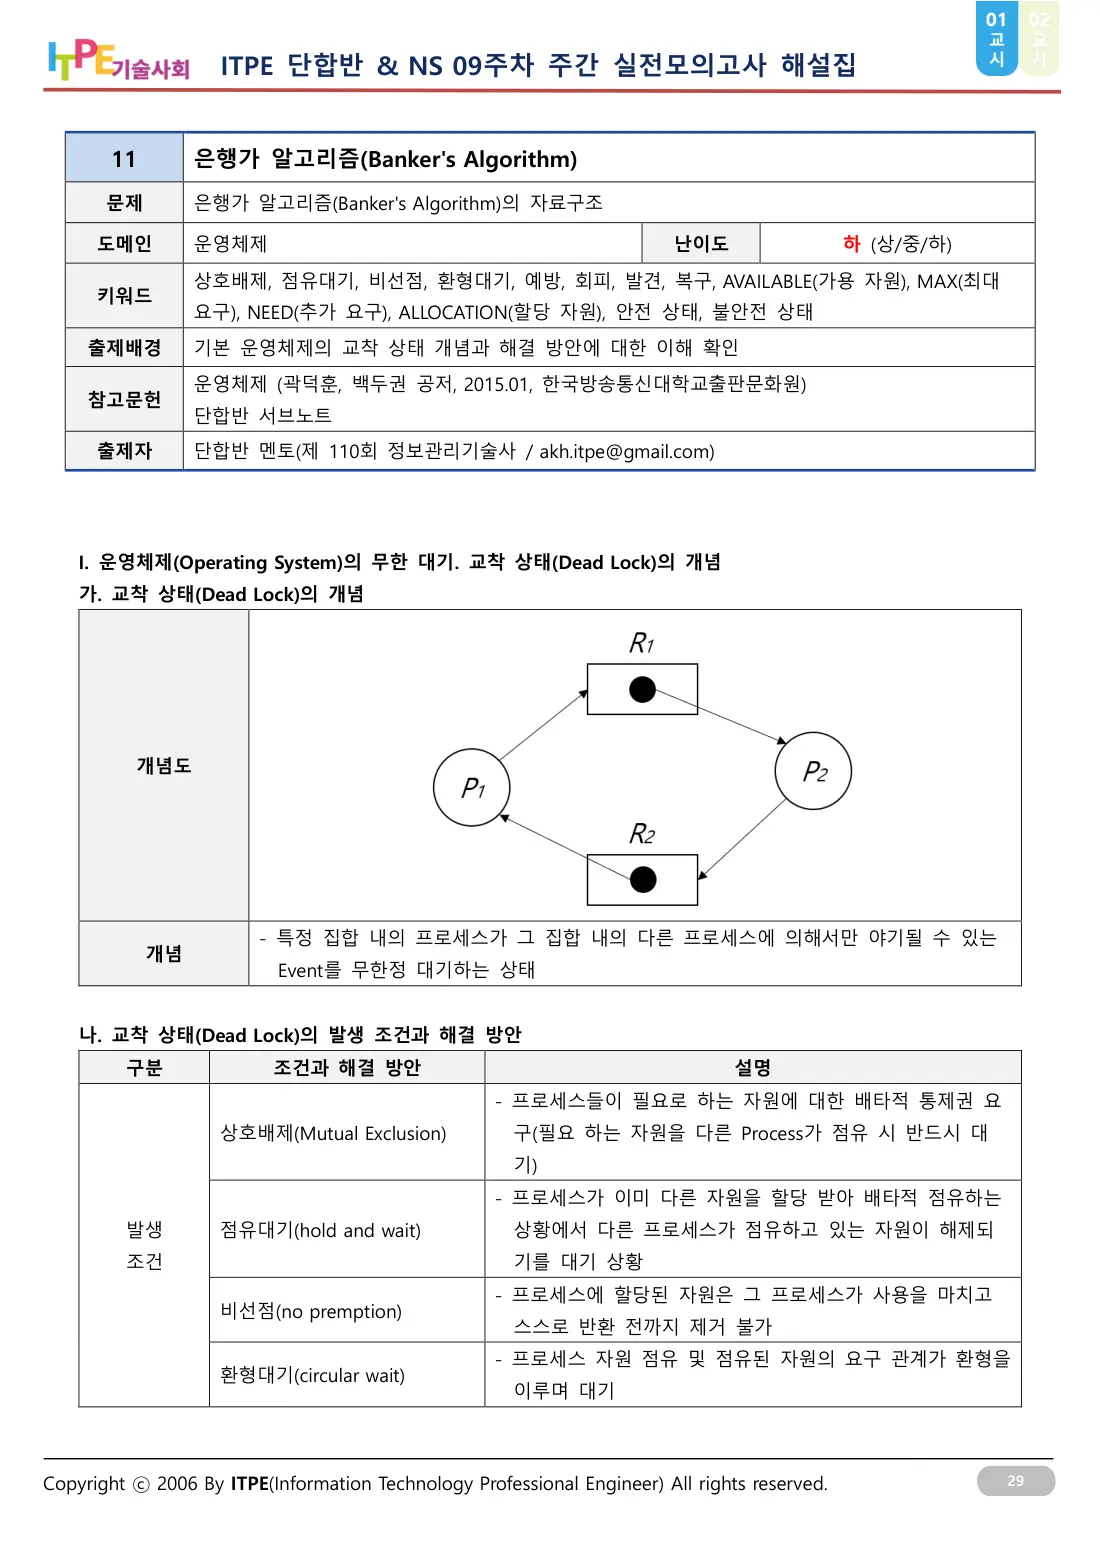 01
교
시
02
교
시
ITPE기술사회 ITPE 단합반 & NS 09주차 주간 실전모의고사 해설집
11 은행가 알고리즘(Banker's Algorithm)
문제 은행가 알고리즘(Banker's Algorithm)의 자료구조
도메인 운영체제 난이도 하 (상/중/하)
키워드 상호배제, 점유대기, 비선점, 환형대기, 예방, 회피, 발견, 복구, AVAILABLE(가용 자원), MAX(최대
요구), NEED(추가 요구), ALLOCATION(할당 자원), 안전 상태, 불안전 상태
출제배경 기본 운영체제의 교착 상태 개념과 해결 방안에 대한 이해 확인
참고문헌 운영체제 (곽덕훈, 백두권 공저, 2015.01, 한국방송통신대학교출판문화원)
단합반 서브노트
출제자 단합반 멘토(제 110회 정보관리기술사 / akh.itpe@gmail.com)
I. 운영체제(Operating System)의 무한 대기. 교착 상태(Dead Lock)의 개념
가. 교착 상태(Dead Lock)의 개념
개념도
R1
P1
P2
R2
개념
- 특정 집합 내의 프로세스가 그 집합 내의 다른 프로세스에 의해서만 야기될 수 있는
Event를 무한정 대기하는 상태
나. 교착 상태(Dead Lock)의 발생 조건과 해결 방안
구분 조건과 해결 방안 설명
발생
조건
상호배제(Mutual Exclusion)
- 프로세스들이 필요로 하는 자원에 대한 배타적 통제권 요
구(필요 하는 자원을 다른 Process가 점유 시 반드시 대
기)
점유대기(hold and wait)
- 프로세스가 이미 다른 자원을 할당 받아 배타적 점유하는
상황에서 다른 프로세스가 점유하고 있는 자원이 해제되
기를 대기 상황
비선점(no premption)
- 프로세스에 할당된 자원은 그 프로세스가 사용을 마치고
스스로 반환 전까지 제거 불가
환형대기(circular wait)
- 프로세스 자원 점유 및 점유된 자원의 요구 관계가 환형을
이루며 대기
Copyright ⓒ 2006 By ITPE(Information Technology Professional Engineer) All rights reserved.
29